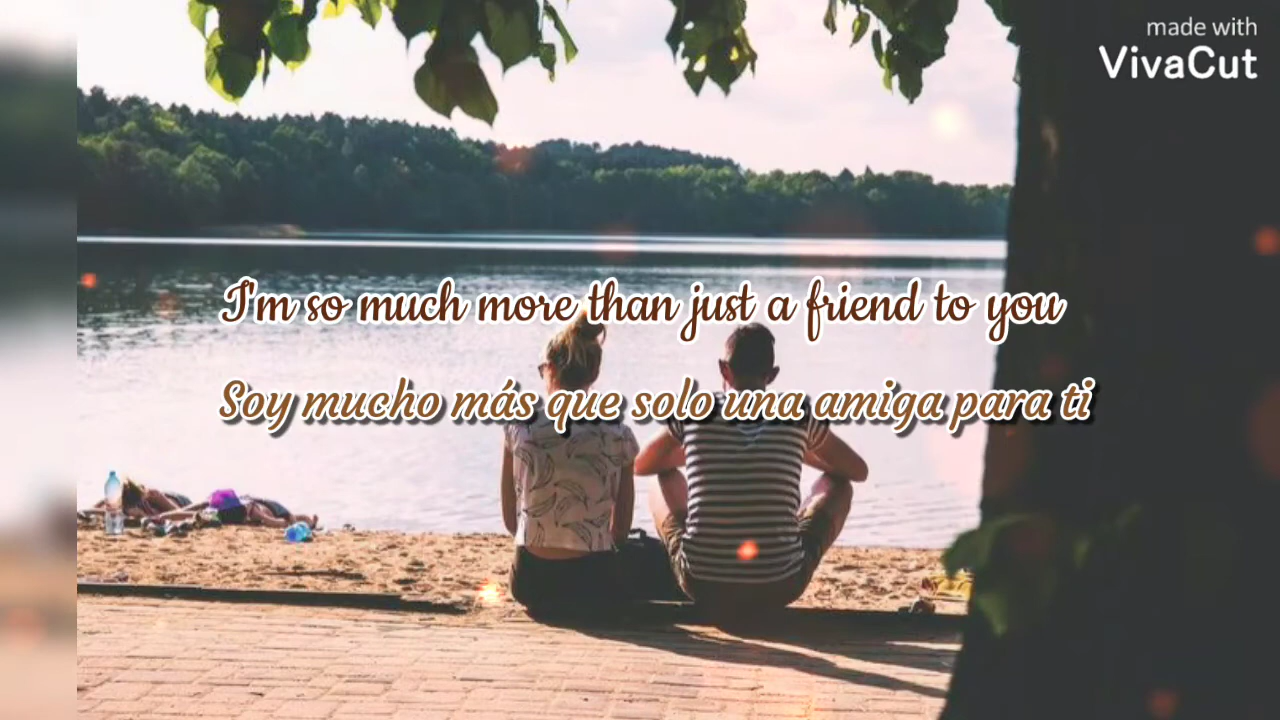 made with
VivaCut
I'm so much more than just a friend to you
Soy mucho más que solo una amiga para ti